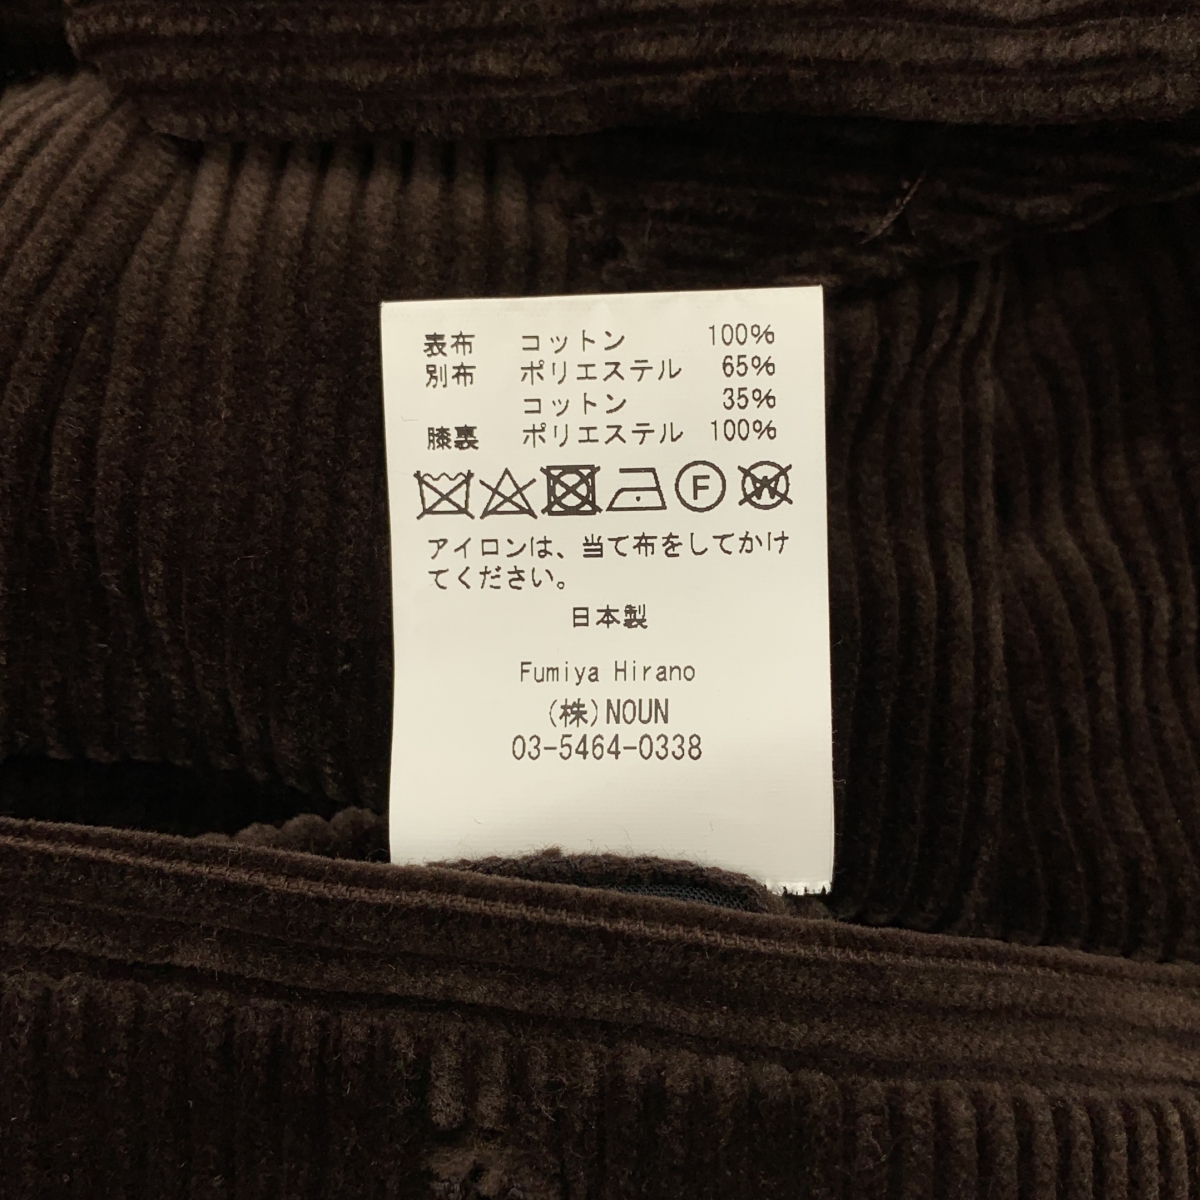 表布 コットン 100%
別布 ポリエステル 65%
コットン 35%
膝裏 ポリエステル 100%
F W
アイロンは、当て布をしてかけ
てください。
日本製
Fumiya Hirano
(株)NOUN
03-5464-0338